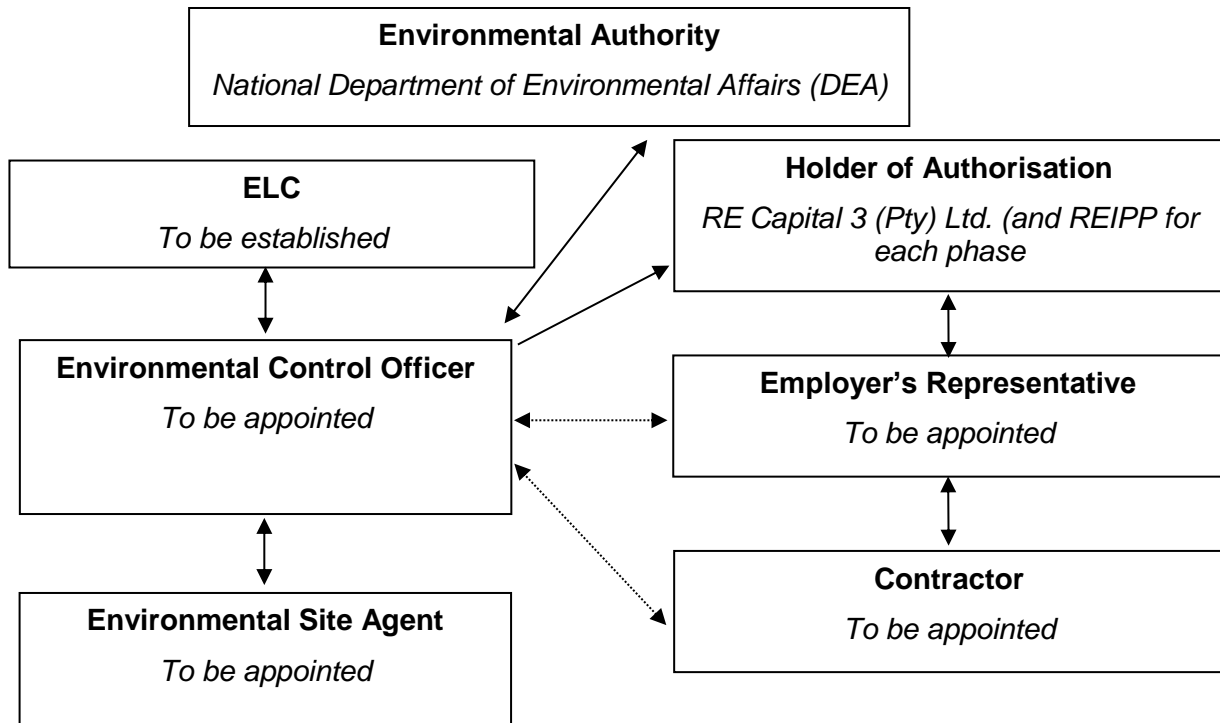 Environmental Authority
National Department of Environmental Affairs (DEA)
ELC
To be established
Holder of Authorisation
RE Capital 3 (Pty) Ltd. (and REIPP for
each phase
Environmental Control Officer
To be appointed
Employer’s Representative
To be appointed
Environmental Site Agent
To be appointed
Contractor
To be appointed